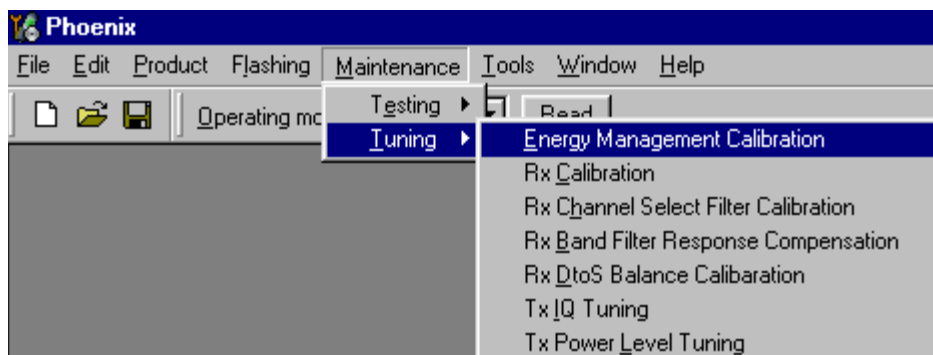 Phoenix
File Edit Product Flashing Maintenance Tools Window Help
Operating mo Read
Testing
Tuning
Energy Management Calibration
Rx Calibration
Rx Channel Select Filter Calibration
Rx Band Filter Response Compensation
Rx DtoS Balance Calibaration
Tx IQ Tuning
Tx Power Level Tuning